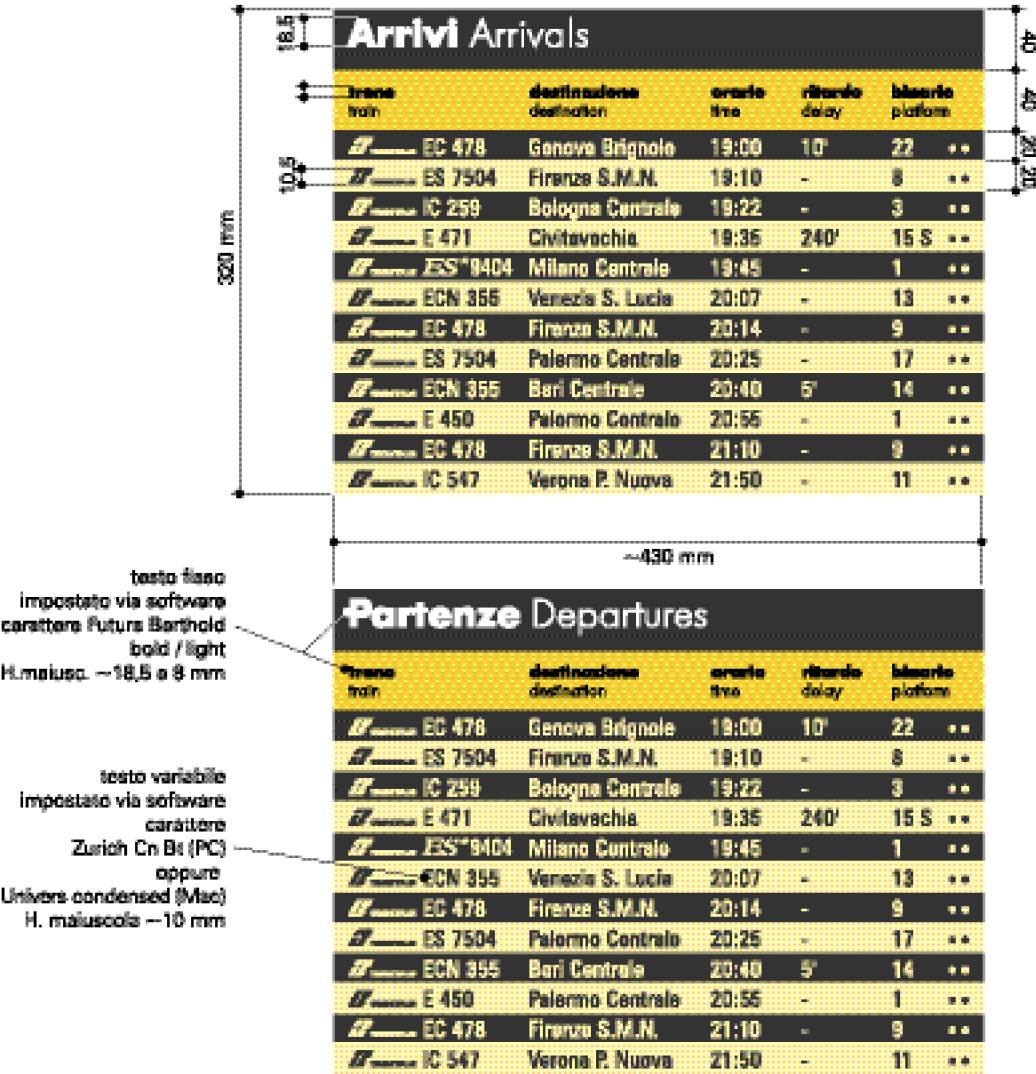 18,5
Arrivi Arrivals
40
treno destinazione orario ritardo binario
train destination time delay platform
40
EC 478 Genova Brignole 19:00 10' 22
20
ES 7504 Firenze S.M.N. 19:10 - 8
20
10,5
IC 259 Bologna Centrale 19:22 - 3
E 471 Civitavechia 19:35 240' 15 S
320 mm
ES* 9404 Milano Centrale 19:45 - 1
ECN 355 Venezia S. Lucia 20:07 - 13
EC 478 Firenze S.M.N. 20:14 - 9
ES 7504 Palermo Centrale 20:25 - 17
ECN 355 Bari Centrale 20:40 5' 14
E 450 Palermo Centrale 20:55 - 1
EC 478 Firenze S.M.N. 21:10 - 9
IC 547 Verona P. Nuova 21:50 - 11
~430 mm
testo fisso
impostato via software
carattere Futura Berthold
bold / light
H.maiusc. ~18,5 e 8 mm
Partenze Departures
treno destinazione orario ritardo binario
train destination time delay platform
EC 478 Genova Brignole 19:00 10' 22
ES 7504 Firenze S.M.N. 19:10 - 8
IC 259 Bologna Centrale 19:22 - 3
E 471 Civitavechia 19:35 240' 15 S
ES* 9404 Milano Centrale 19:45 - 1
ECN 355 Venezia S. Lucia 20:07 - 13
EC 478 Firenze S.M.N. 20:14 - 9
ES 7504 Palermo Centrale 20:25 - 17
ECN 355 Bari Centrale 20:40 5' 14
E 450 Palermo Centrale 20:55 - 1
EC 478 Firenze S.M.N. 21:10 - 9
IC 547 Verona P. Nuova 21:50 - 11
testo variabile
impostato via software
carattere
Zurich Cn Bt (PC)
oppure
Univers condensed (Mac)
H. maiuscola ~10 mm